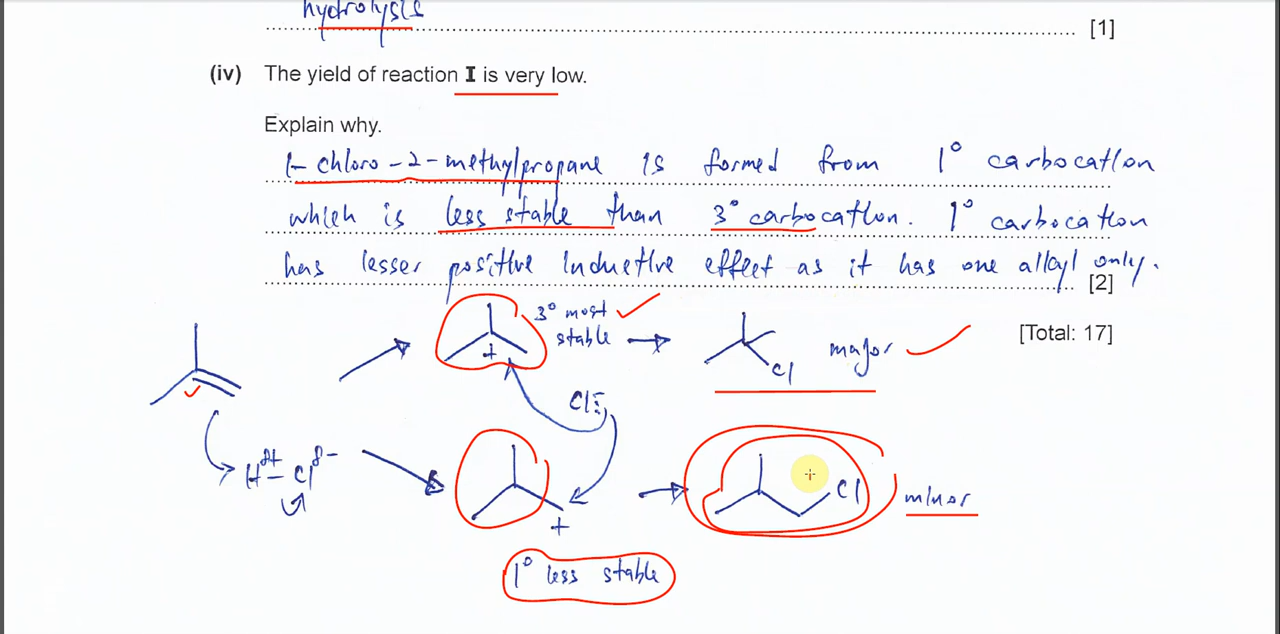 hydrolysis
[1]
(iv) The yield of reaction I is very low.
Explain why.
1-chloro-2-methylpropane is formed from 1° carbocation
which is less stable than 3° carbocation. 1° carbocation
has lesser positive inductive effect as it has one alkyl only.
[2]
[Total: 17]
3° most
stable
+
Cl
major
Cl:-
Hδ+ – Clδ-
+
Cl
minor
1° less stable